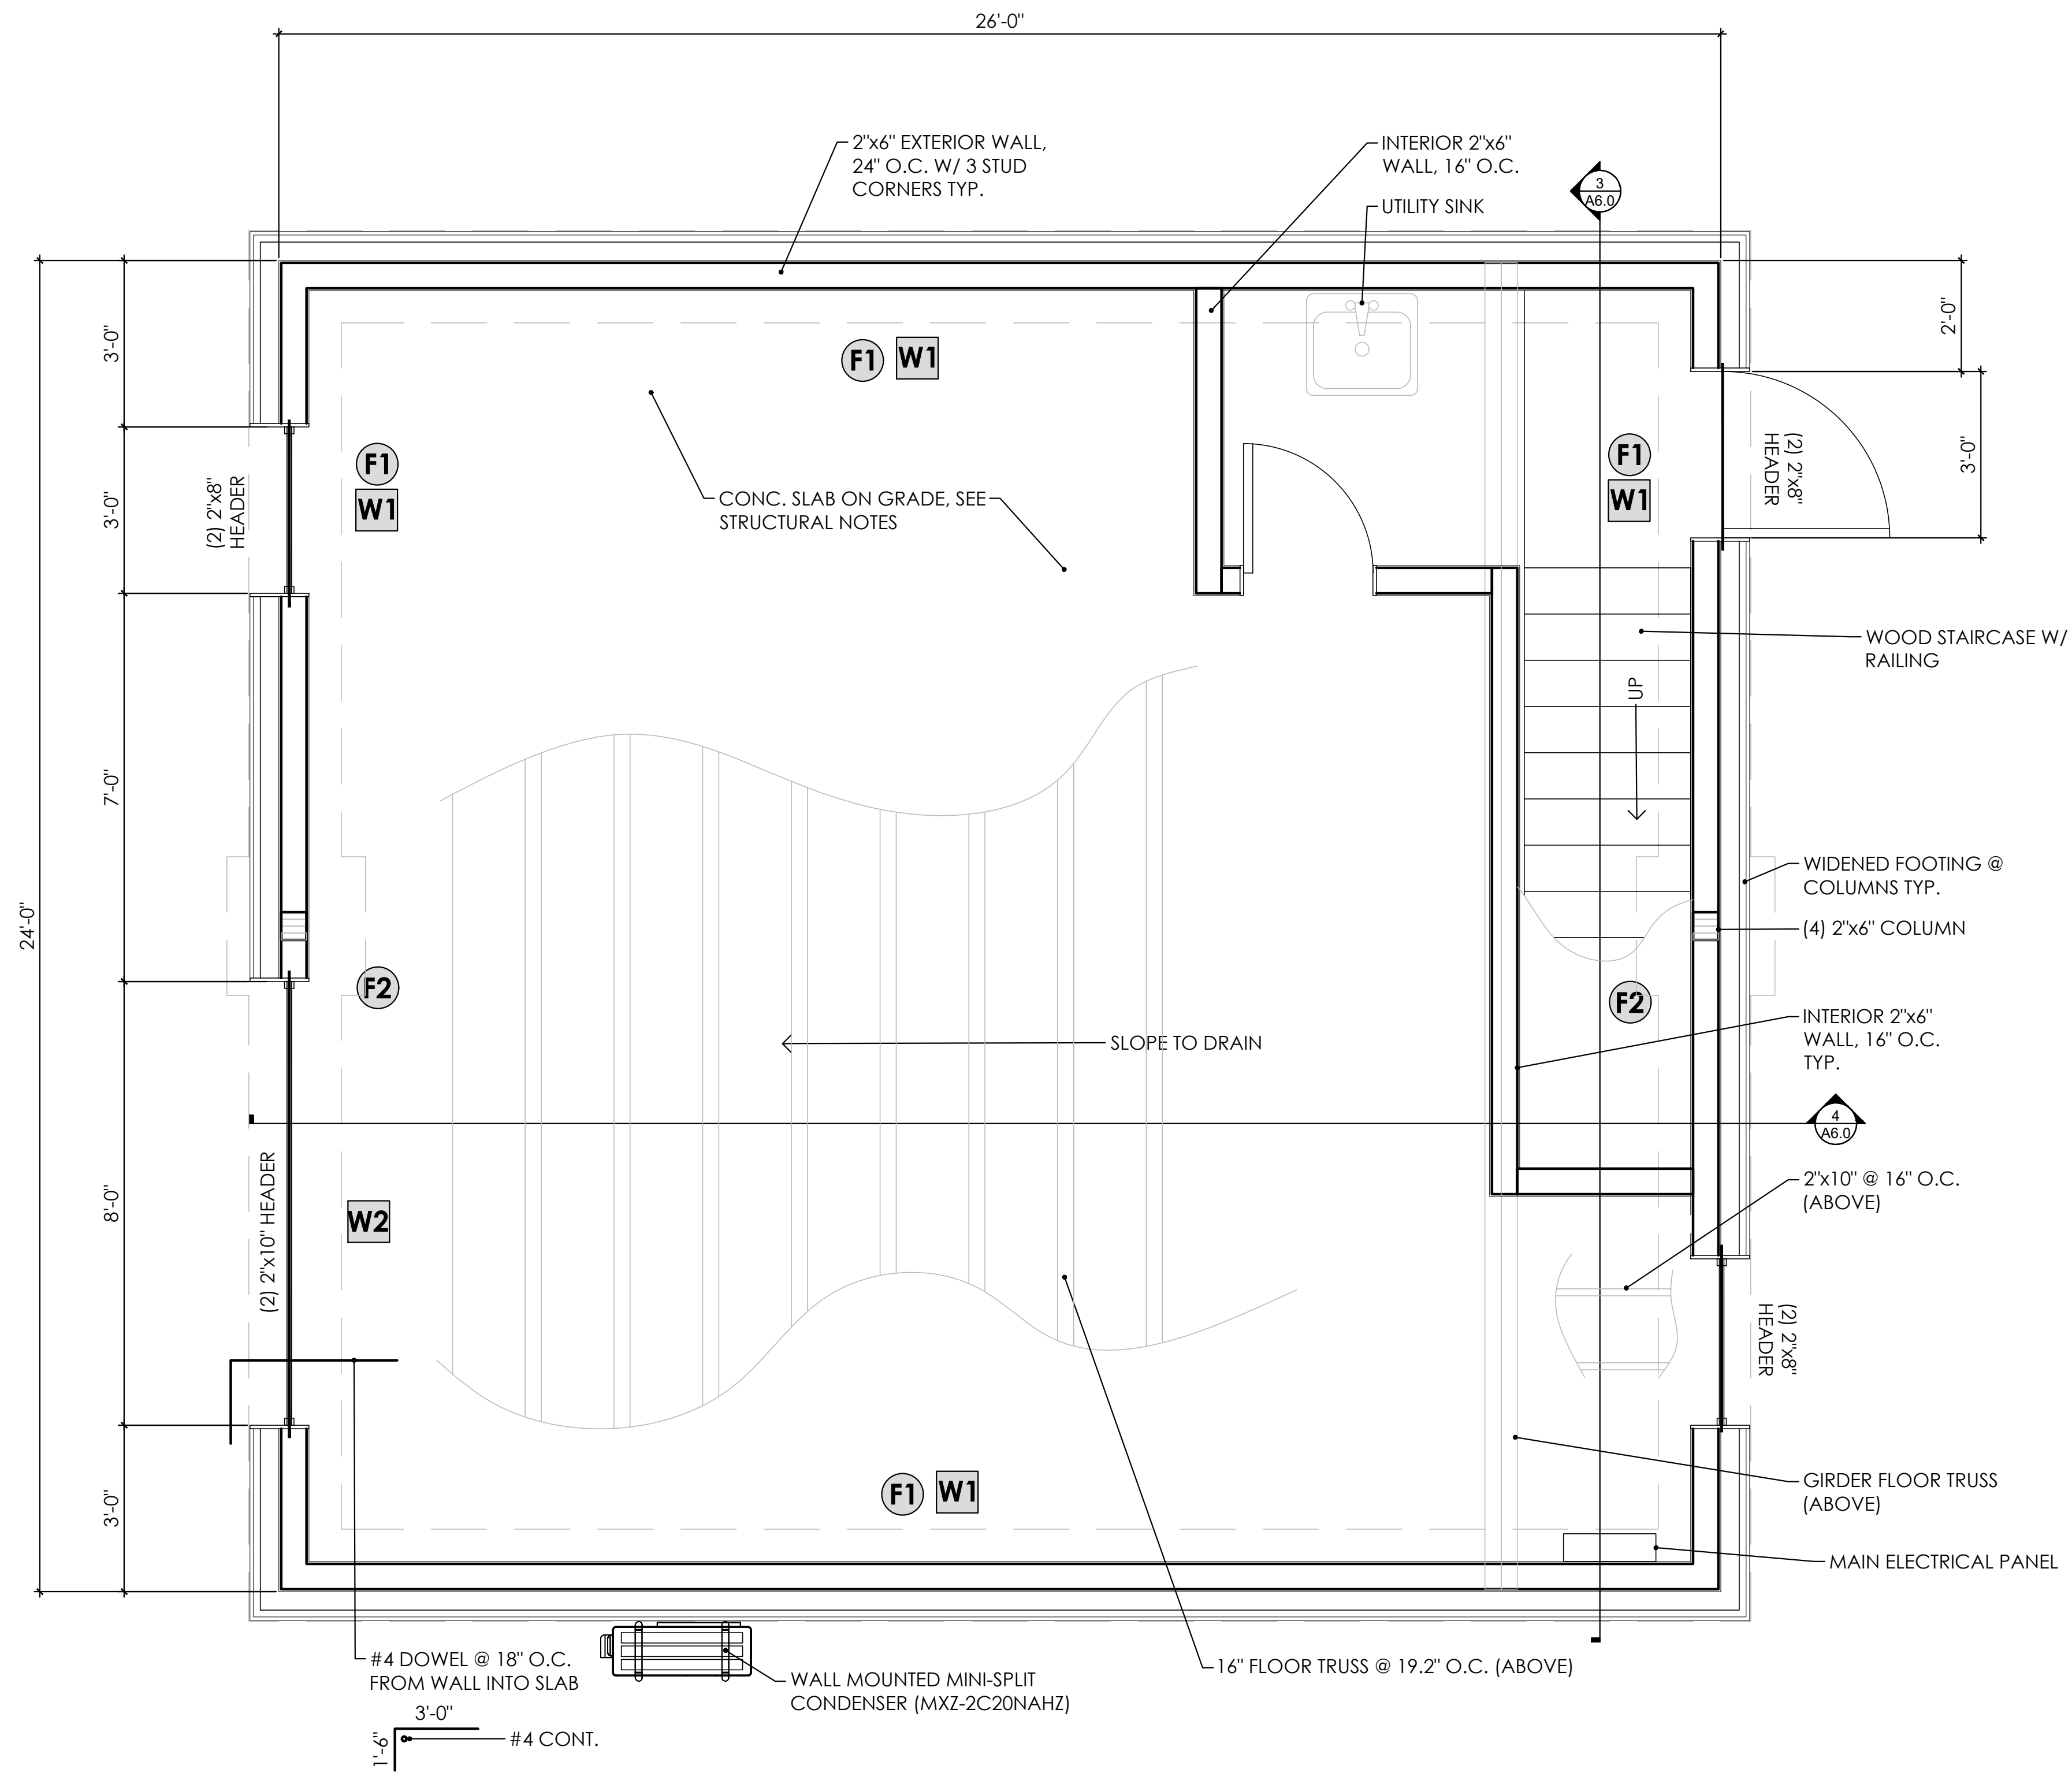 26'-0"
2"x6" EXTERIOR WALL,
24" O.C. W/ 3 STUD
CORNERS TYP.
INTERIOR 2"x6"
WALL, 16" O.C.
UTILITY SINK
3
A6.0
3'-0"
2'-0"
F1
W1
(2) 2"x8"
HEADER
3'-0"
F1
W1
CONC. SLAB ON GRADE, SEE
STRUCTURAL NOTES
F1
W1
(2) 2"x8"
HEADER
3'-0"
WOOD STAIRCASE W/
RAILING
UP
7'-0"
24'-0"
WIDENED FOOTING @
COLUMNS TYP.
(4) 2"x6" COLUMN
F2
F2
SLOPE TO DRAIN
INTERIOR 2"x6"
WALL, 16" O.C.
TYP.
4
A6.0
2"x10" @ 16" O.C.
(ABOVE)
8'-0"
(2) 2"x10" HEADER
W2
(2) 2"x8"
HEADER
GIRDER FLOOR TRUSS
(ABOVE)
3'-0"
F1
W1
MAIN ELECTRICAL PANEL
#4 DOWEL @ 18" O.C.
FROM WALL INTO SLAB
WALL MOUNTED MINI-SPLIT
CONDENSER (MXZ-2C20NAHZ)
16" FLOOR TRUSS @ 19.2" O.C. (ABOVE)
3'-0"
1'-6"
#4 CONT.